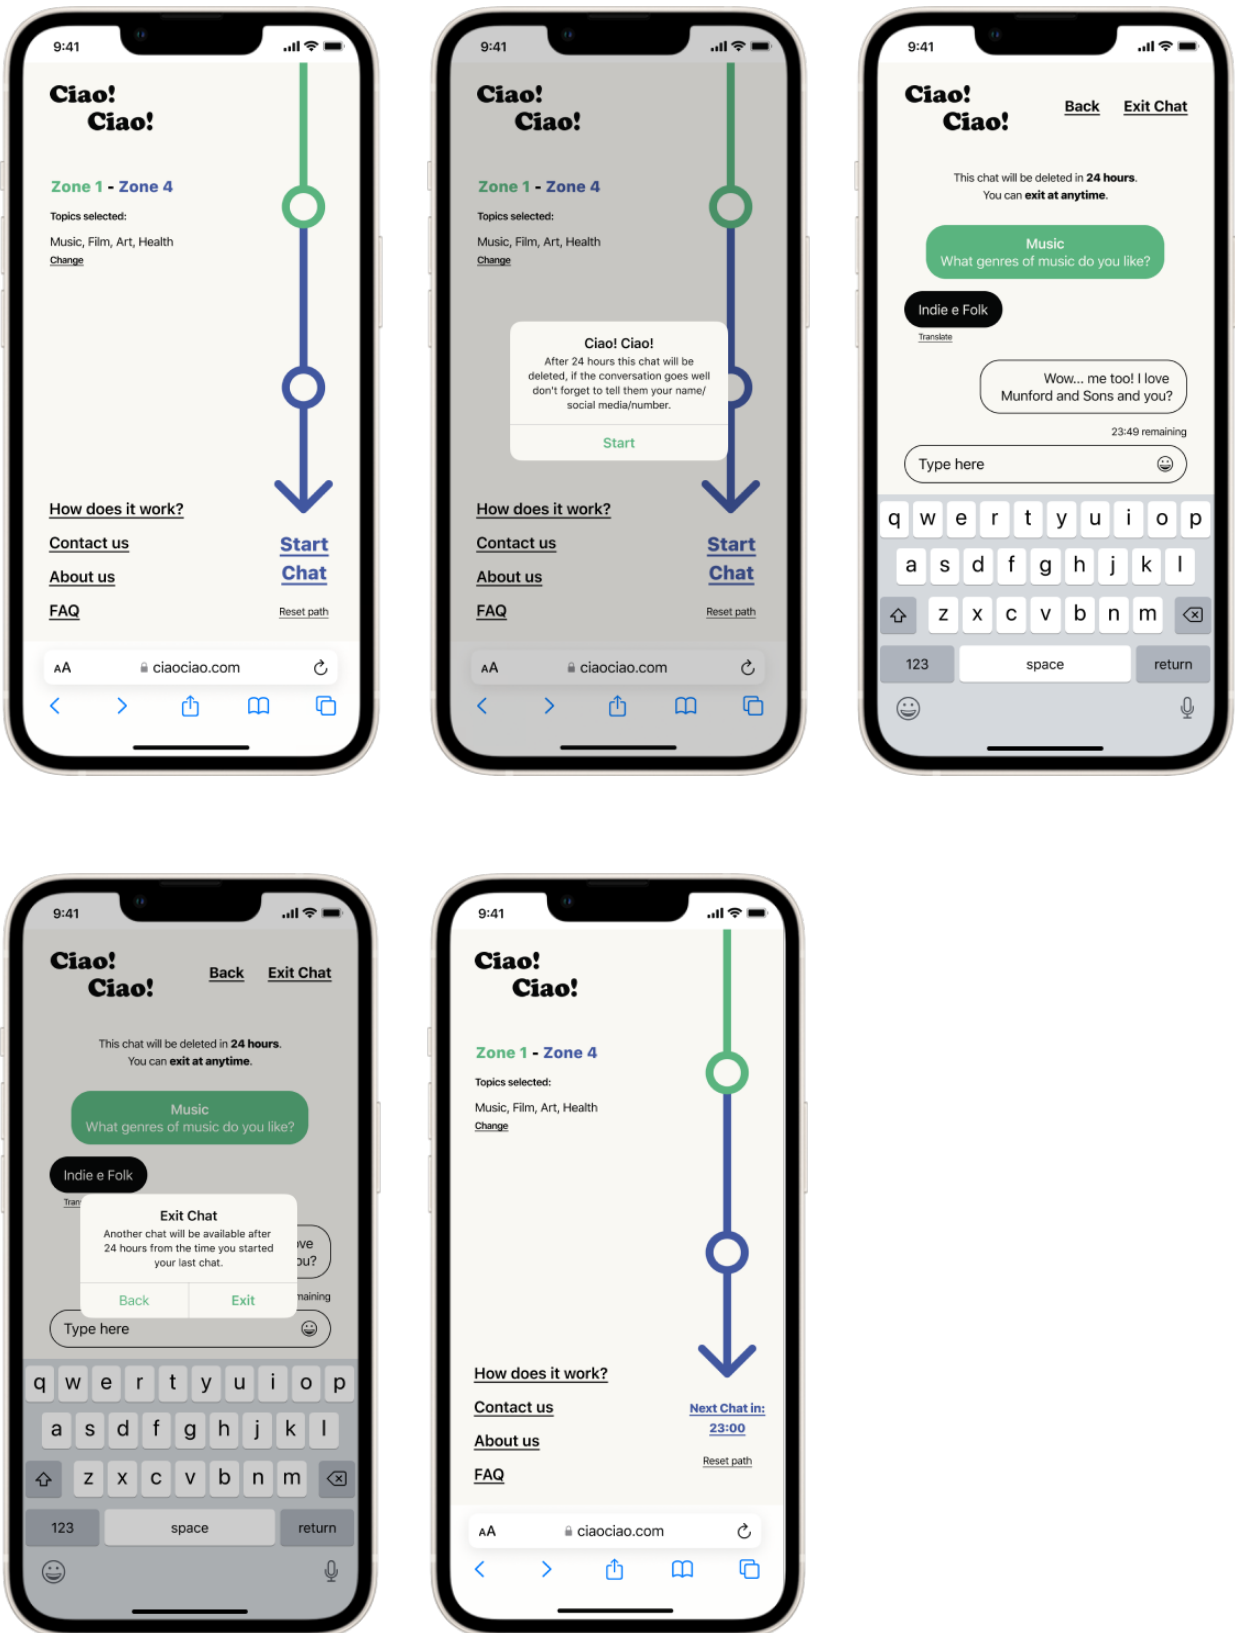 9:41
Ciao!
Ciao!
Zone 1 - Zone 4
Topics selected:
Music, Film, Art, Health
Change
How does it work?
Contact us
About us
FAQ
Start
Chat
Reset path
AA
ciaociao.com
9:41
Ciao!
Ciao!
Zone 1 - Zone 4
Topics selected:
Music, Film, Art, Health
Change
Ciao! Ciao!
After 24 hours this chat will be
deleted, if the conversation goes well
don't forget to tell them your name/
social media/number.
Start
How does it work?
Contact us
About us
FAQ
Start
Chat
Reset path
AA
ciaociao.com
9:41
Ciao!
Ciao!
Back Exit Chat
This chat will be deleted in 24 hours.
You can exit at anytime.
Music
What genres of music do you like?
Indie e Folk
Translate
Wow... me too! I love
Munford and Sons and you?
23:49 remaining
Type here
q w e r t y u i o p
a s d f g h j k l
z x c v b n m
123 space return
9:41
Ciao!
Ciao!
Back Exit Chat
This chat will be deleted in 24 hours.
You can exit at anytime.
Music
What genres of music do you like?
Indie e Folk
Tran
ove
ou?
maining
Exit Chat
Another chat will be available after
24 hours from the time you started
your last chat.
Back Exit
Type here
q w e r t y u i o p
a s d f g h j k l
z x c v b n m
123 space return
9:41
Ciao!
Ciao!
Zone 1 - Zone 4
Topics selected:
Music, Film, Art, Health
Change
How does it work?
Contact us
About us
FAQ
Next Chat in:
23:00
Reset path
AA
ciaociao.com